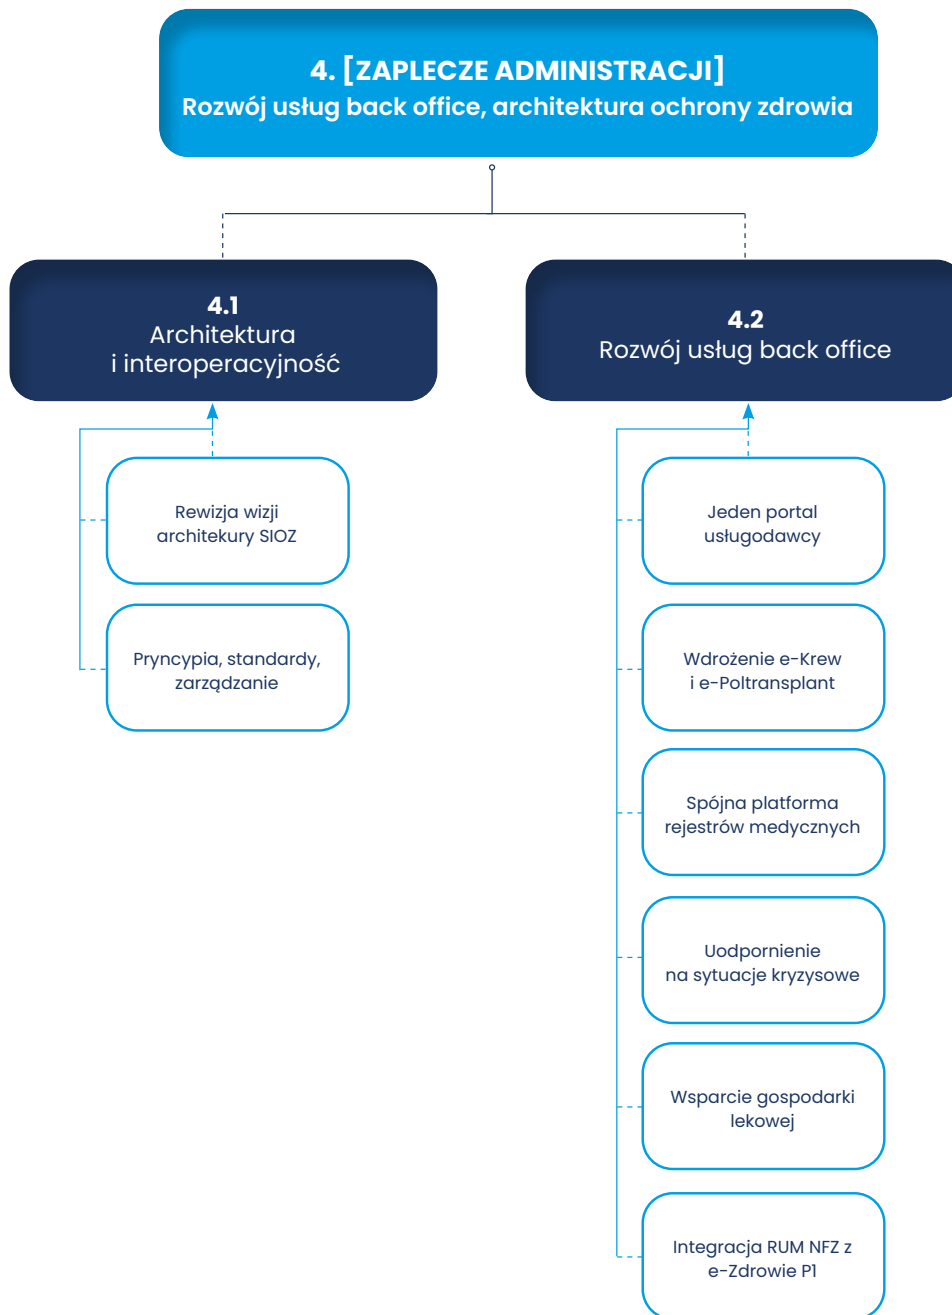 4. [ZAPLECZE ADMINISTRACJI]
Rozwój usług back office, architektura ochrony zdrowia
4.1
Architektura
i interoperacyjność
Rewizja wizji
architekury SIOZ
Pryncypia, standardy,
zarządzanie
4.2
Rozwój usług back office
Jeden portal
usługodawcy
Wdrożenie e-Krew
i e-Poltransplant
Spójna platforma
rejestrów medycznych
Uodpornienie
na sytuacje kryzysowe
Wsparcie gospodarki
lekowej
Integracja RUM NFZ z
e-Zdrowie P1